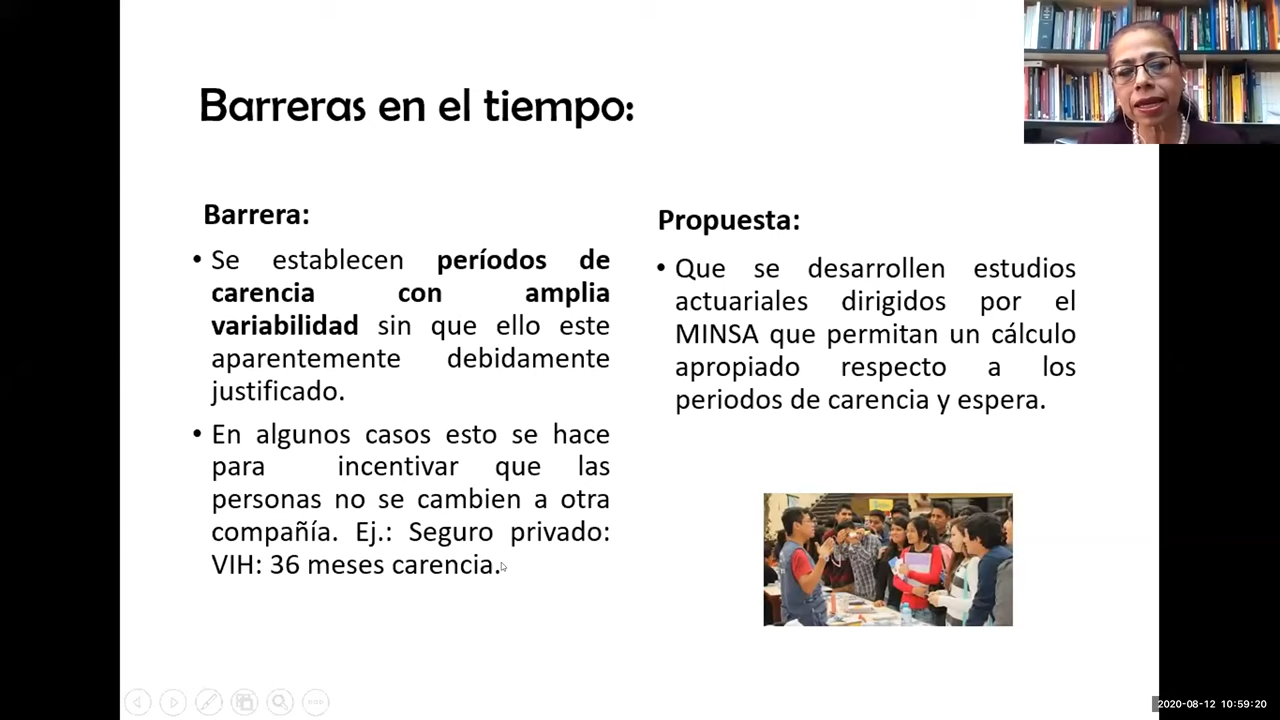 Barreras en el tiempo:
Barrera:
• Se establecen períodos de
carencia con amplia
variabilidad sin que ello este
aparentemente debidamente
justificado.
• En algunos casos esto se hace
para incentivar que las
personas no se cambien a otra
compañía. Ej.: Seguro privado:
VIH: 36 meses carencia.
Propuesta:
• Que se desarrollen estudios
actuariales dirigidos por el
MINSA que permitan un cálculo
apropiado respecto a los
periodos de carencia y espera.
2020-08-12 10:59:20